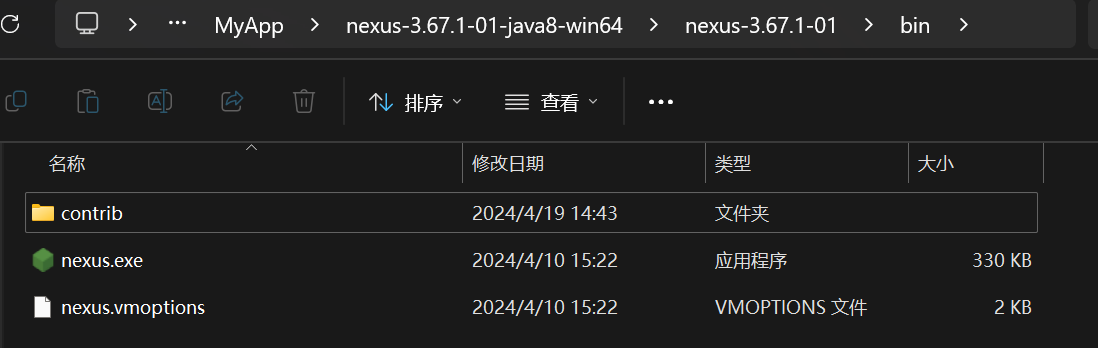 MyApp nexus-3.67.1-01-java8-win64 nexus-3.67.1-01 bin
排序 查看
名称 修改日期 类型 大小
contrib 2024/4/19 14:43 文件夹
nexus.exe 2024/4/10 15:22 应用程序 330 KB
nexus.vmoptions 2024/4/10 15:22 VMOPTIONS 文件 2 KB